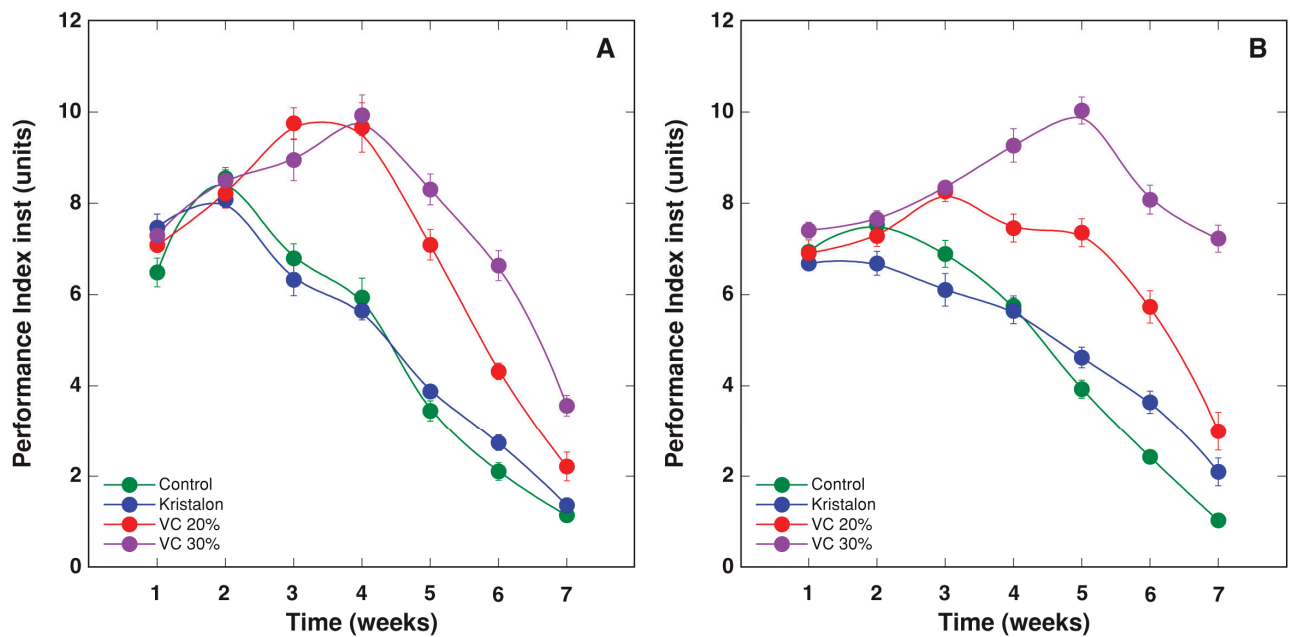 12
10
8
6
4
2
0
Performance Index inst (units)
A
Control
Kristalon
VC 20%
VC 30%
1 2 3 4 5 6 7
Time (weeks)
12
10
8
6
4
2
0
Performance Index inst (units)
B
Control
Kristalon
VC 20%
VC 30%
1 2 3 4 5 6 7
Time (weeks)